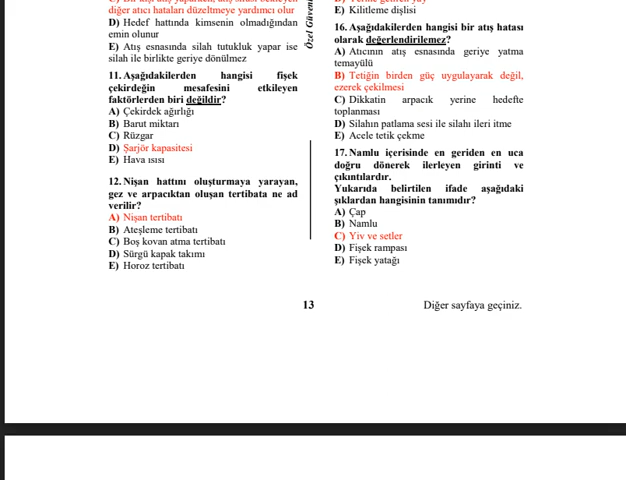 diğer atıcı hataları düzeltmeye yardımcı olur
D) Hedef hattında kimsenin olmadığından
emin olunur
E) Atış esnasında silah tutukluk yapar ise
silah ile birlikte geriye dönülmez
11. Aşağıdakilerden hangisi fişek
çekirdeğin mesafesini etkileyen
faktörlerden biri değildir?
A) Çekirdek ağırlığı
B) Barut miktarı
C) Rüzgar
D) Şarjör kapasitesi
E) Hava ısısı
12. Nişan hattını oluşturmaya yarayan,
gez ve arpacıktan oluşan tertibata ne ad
verilir?
A) Nişan tertibatı
B) Ateşleme tertibatı
C) Boş kovan atma tertibatı
D) Sürgü kapak takımı
E) Horoz tertibatı
Özel Güvenl
E) Kilitleme dişlisi
16. Aşağıdakilerden hangisi bir atış hatası
olarak değerlendirilemez?
A) Atıcının atış esnasında geriye yatma
temayülü
B) Tetiğin birden güç uygulayarak değil,
ezerek çekilmesi
C) Dikkatin arpacık yerine hedefte
toplanması
D) Silahın patlama sesi ile silahı ileri itme
E) Acele tetik çekme
17. Namlu içerisinde en geriden en uca
doğru dönerek ilerleyen girinti ve
çıkıntılardır.
Yukarıda belirtilen ifade aşağıdaki
şıklardan hangisinin tanımıdır?
A) Çap
B) Namlu
C) Yiv ve setler
D) Fişek rampası
E) Fişek yatağı
13
Diğer sayfaya geçiniz.